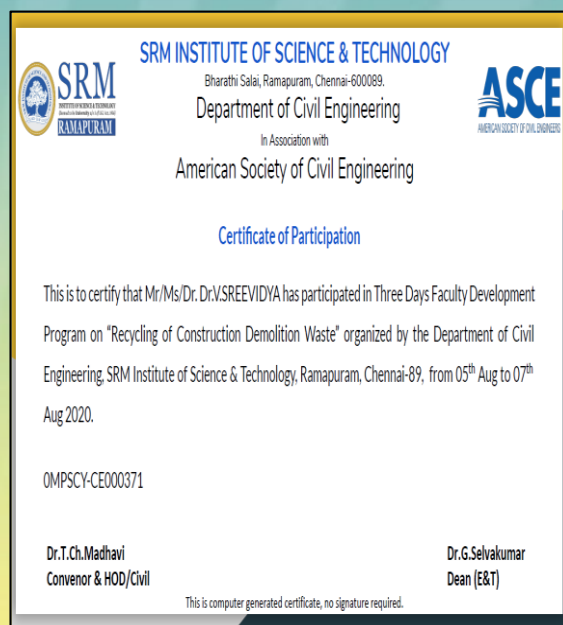 SRM INSTITUTE OF SCIENCE & TECHNOLOGY
Bharathi Salai, Ramapuram, Chennai-600089.
Department of Civil Engineering
In Association with
American Society of Civil Engineering
SRM
INSTITUTE OF SCIENCE & TECHNOLOGY
RAMAPURAM
ASCE
AMERICAN SOCIETY OF CIVIL ENGINEERS
Certificate of Participation
This is to certify that Mr/Ms/Dr. Dr.V.SREEVIDYA has participated in Three Days Faculty Development
Program on “Recycling of Construction Demolition Waste” organized by the Department of Civil
Engineering, SRM Institute of Science & Technology, Ramapuram, Chennai-89, from 05th Aug to 07th
Aug 2020.
0MPSCY-CE000371
Dr.T.Ch.Madhavi
Convenor & HOD/Civil
Dr.G.Selvakumar
Dean (E&T)
This is computer generated certificate, no signature required.